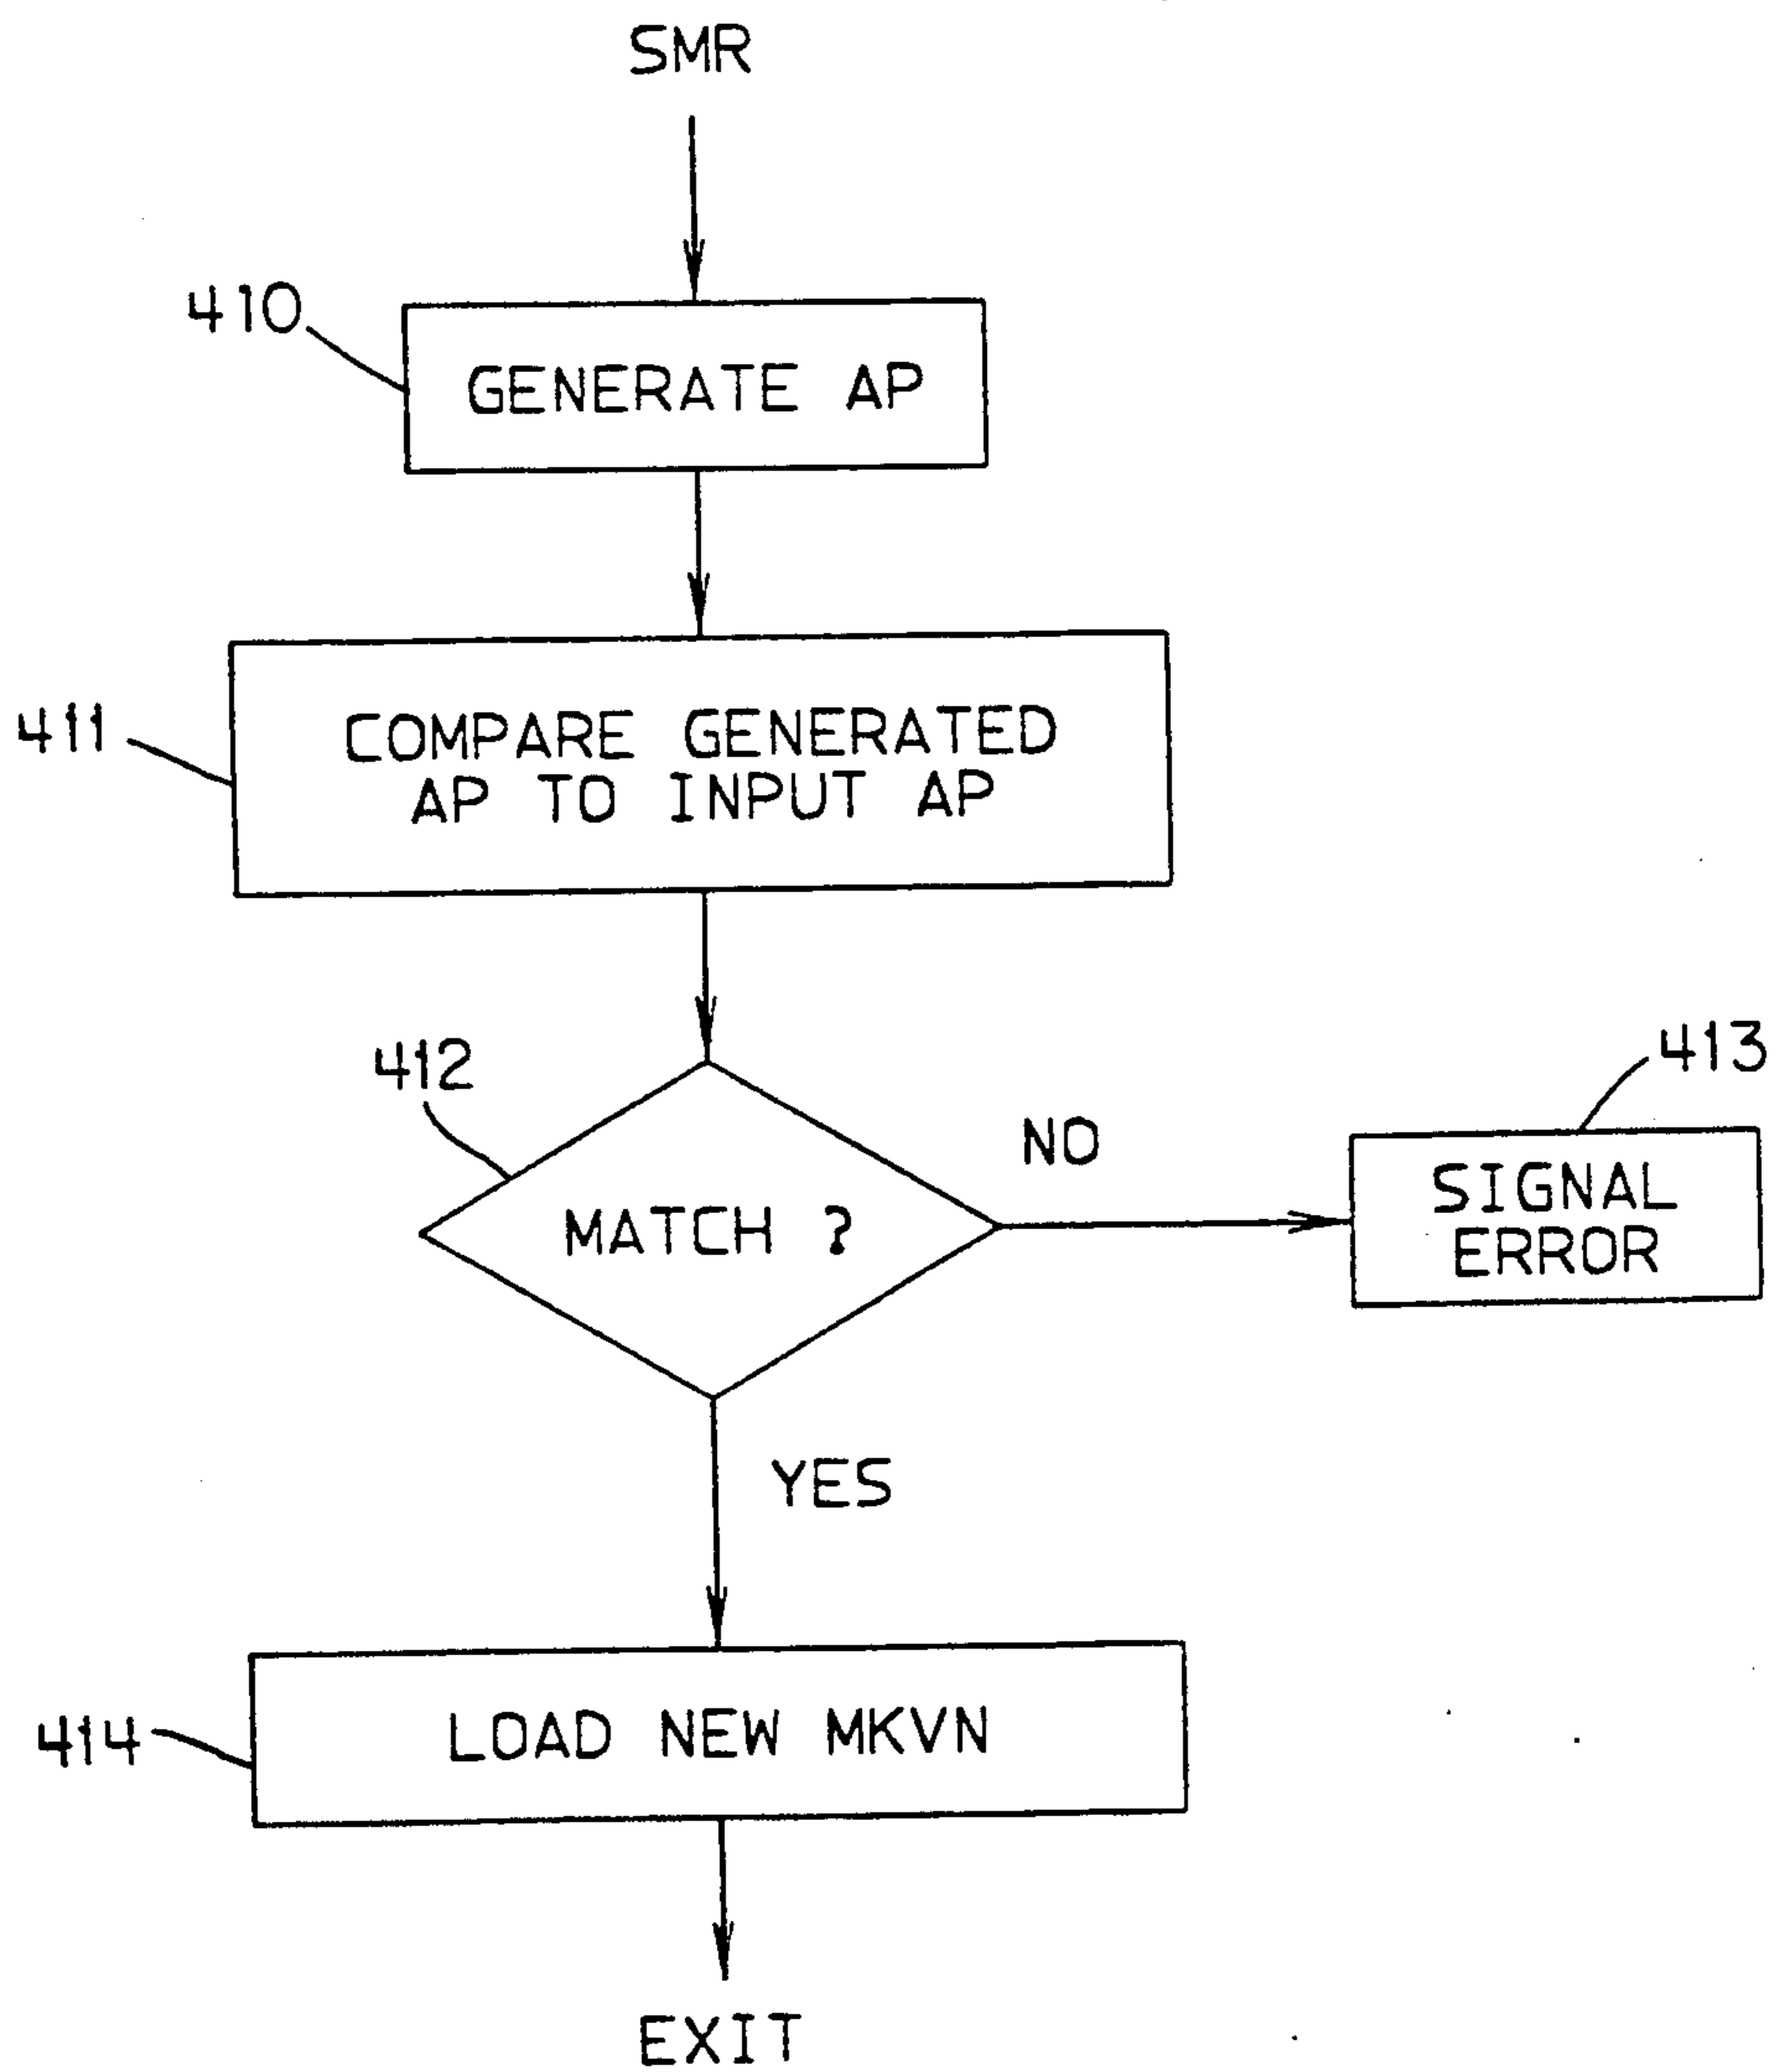 SMR
410
GENERATE AP
411
COMPARE GENERATED
AP TO INPUT AP
412
MATCH ?
NO
413
SIGNAL
ERROR
YES
414
LOAD NEW MKVN
EXIT